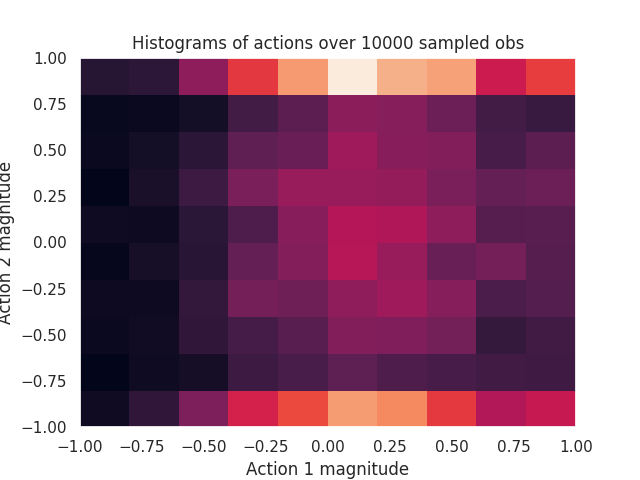 Histograms of actions over 10000 sampled obs
1.00
0.75
0.50
0.25
0.00
−0.25
−0.50
−0.75
−1.00
Action 2 magnitude
−1.00 −0.75 −0.50 −0.25 0.00 0.25 0.50 0.75 1.00
Action 1 magnitude